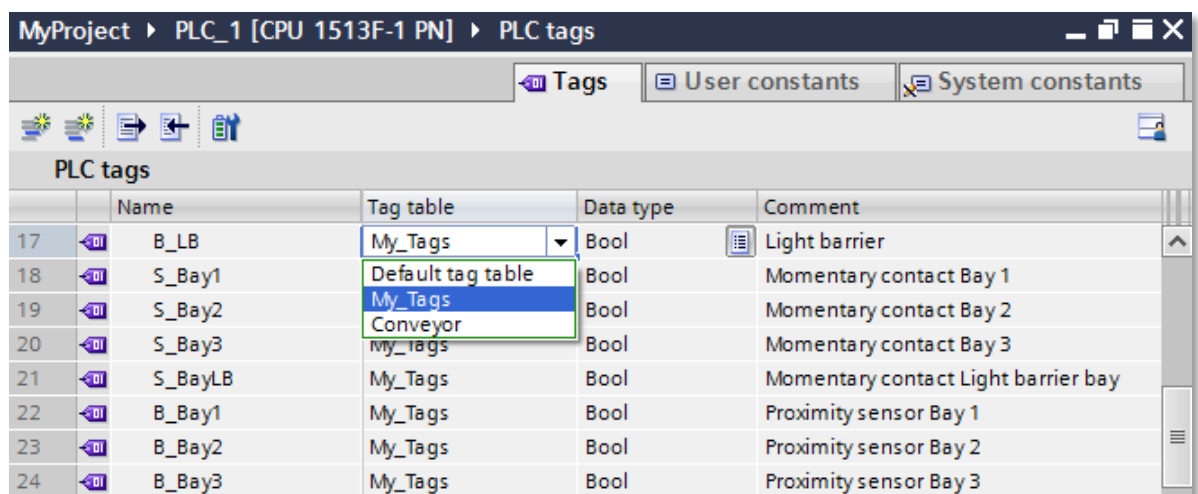 MyProject ▸ PLC_1 [CPU 1513F-1 PN] ▸ PLC tags
Tags User constants System constants
PLC tags
Name Tag table Data type Comment
17 B_LB My_Tags Bool Light barrier
18 S_Bay1 Default tag table Bool Momentary contact Bay 1
19 S_Bay2 My_Tags Bool Momentary contact Bay 2
Conveyor
20 S_Bay3 My_Tags Bool Momentary contact Bay 3
21 S_BayLB My_Tags Bool Momentary contact Light barrier bay
22 B_Bay1 My_Tags Bool Proximity sensor Bay 1
23 B_Bay2 My_Tags Bool Proximity sensor Bay 2
24 B_Bay3 My_Tags Bool Proximity sensor Bay 3